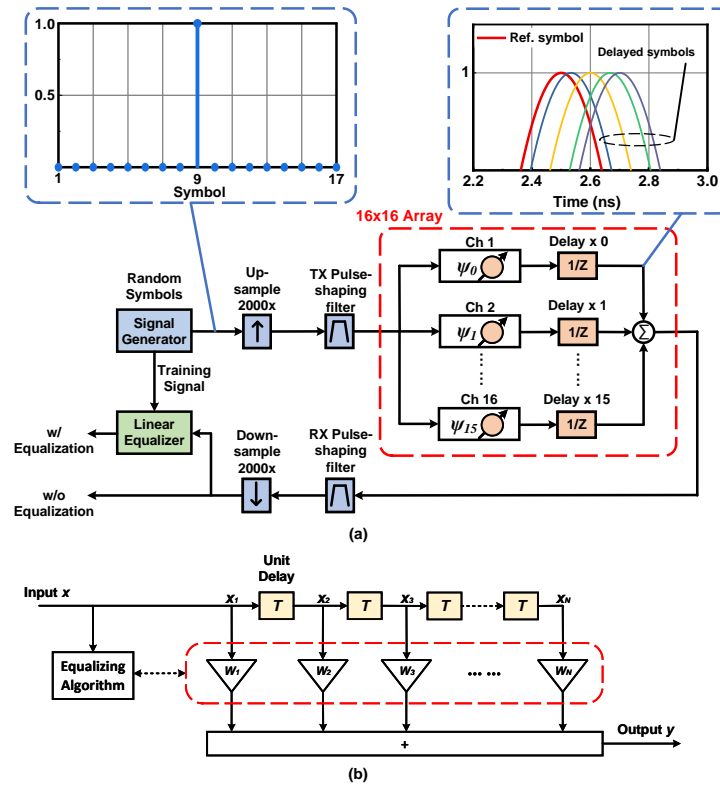 1.0
0.5
1
9
17
Symbol
Ref. symbol
Delayed symbols
1
2.2
2.4
2.6
2.8
3.0
Time (ns)
16x16 Array
Random
Symbols
Signal
Generator
Up-
sample
2000x
TX Pulse-
shaping
filter
Ch 1
ψ0
Delay x 0
1/Z
Ch 2
ψ1
Delay x 1
1/Z
Σ
Ch 16
ψ15
Delay x 15
1/Z
Training
Signal
Linear
Equalizer
w/
Equalization
w/o
Equalization
Down-
sample
2000x
RX Pulse-
shaping
filter
(a)
Unit
Delay
Input x
x1
T
x2
T
x3
T
T
xN
Equalizing
Algorithm
W1
W2
W3
... ...
WN
+
Output y
(b)